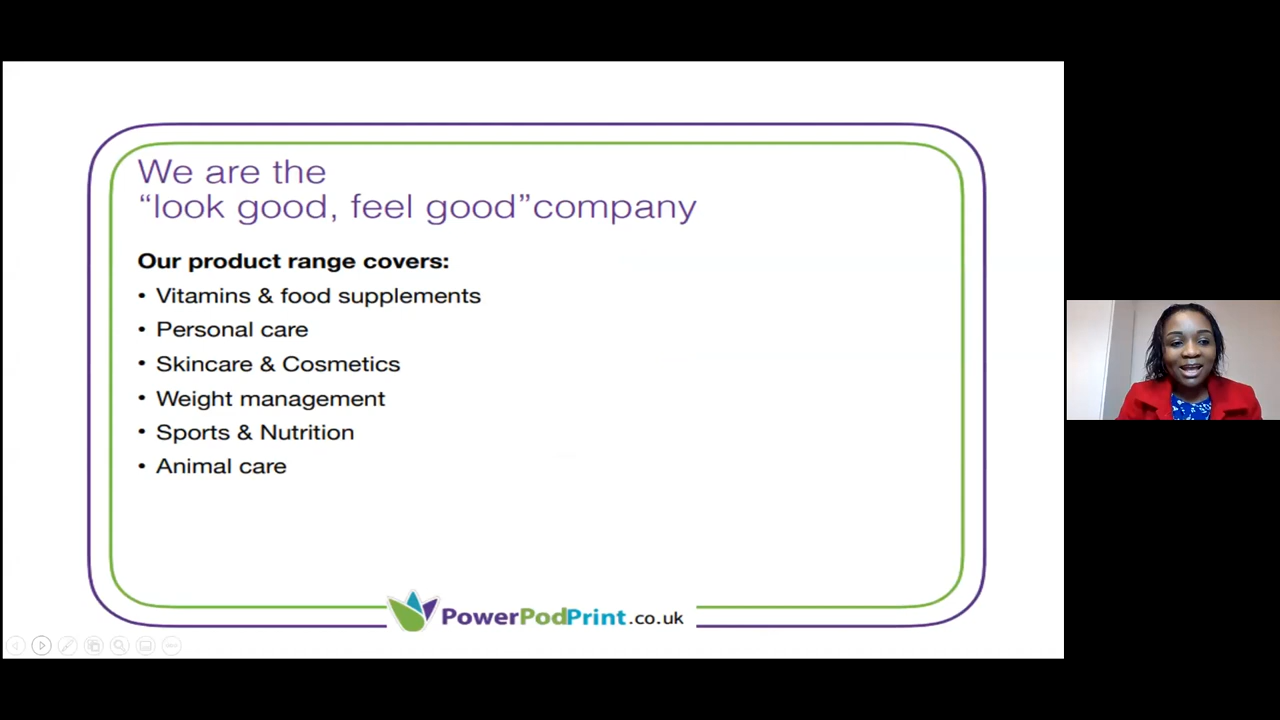 We are the
“look good, feel good”company
Our product range covers:
• Vitamins & food supplements
• Personal care
• Skincare & Cosmetics
• Weight management
• Sports & Nutrition
• Animal care
PowerPodPrint.co.uk